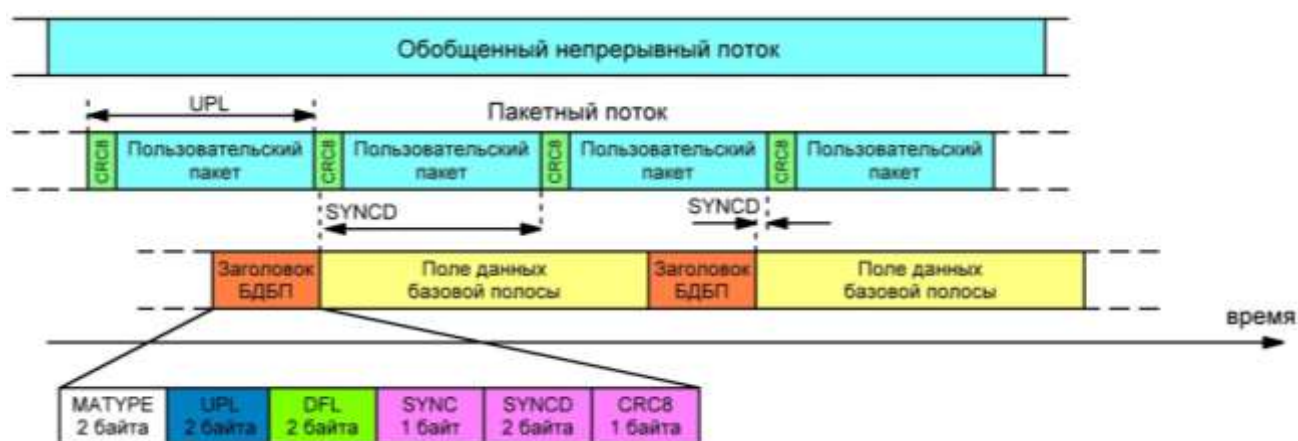 Обобщенный непрерывный поток
UPL
Пакетный поток
CRC8
Пользовательский
пакет
CRC8
Пользовательский
пакет
CRC8
Пользовательский
пакет
CRC8
Пользовательский
пакет
SYNCD
SYNCD
Заголовок
БДБП
Поле данных
базовой полосы
Заголовок
БДБП
Поле данных
базовой полосы
время
MATYPE
2 байта
UPL
2 байта
DFL
2 байта
SYNC
1 байт
SYNCD
2 байта
CRC8
1 байта